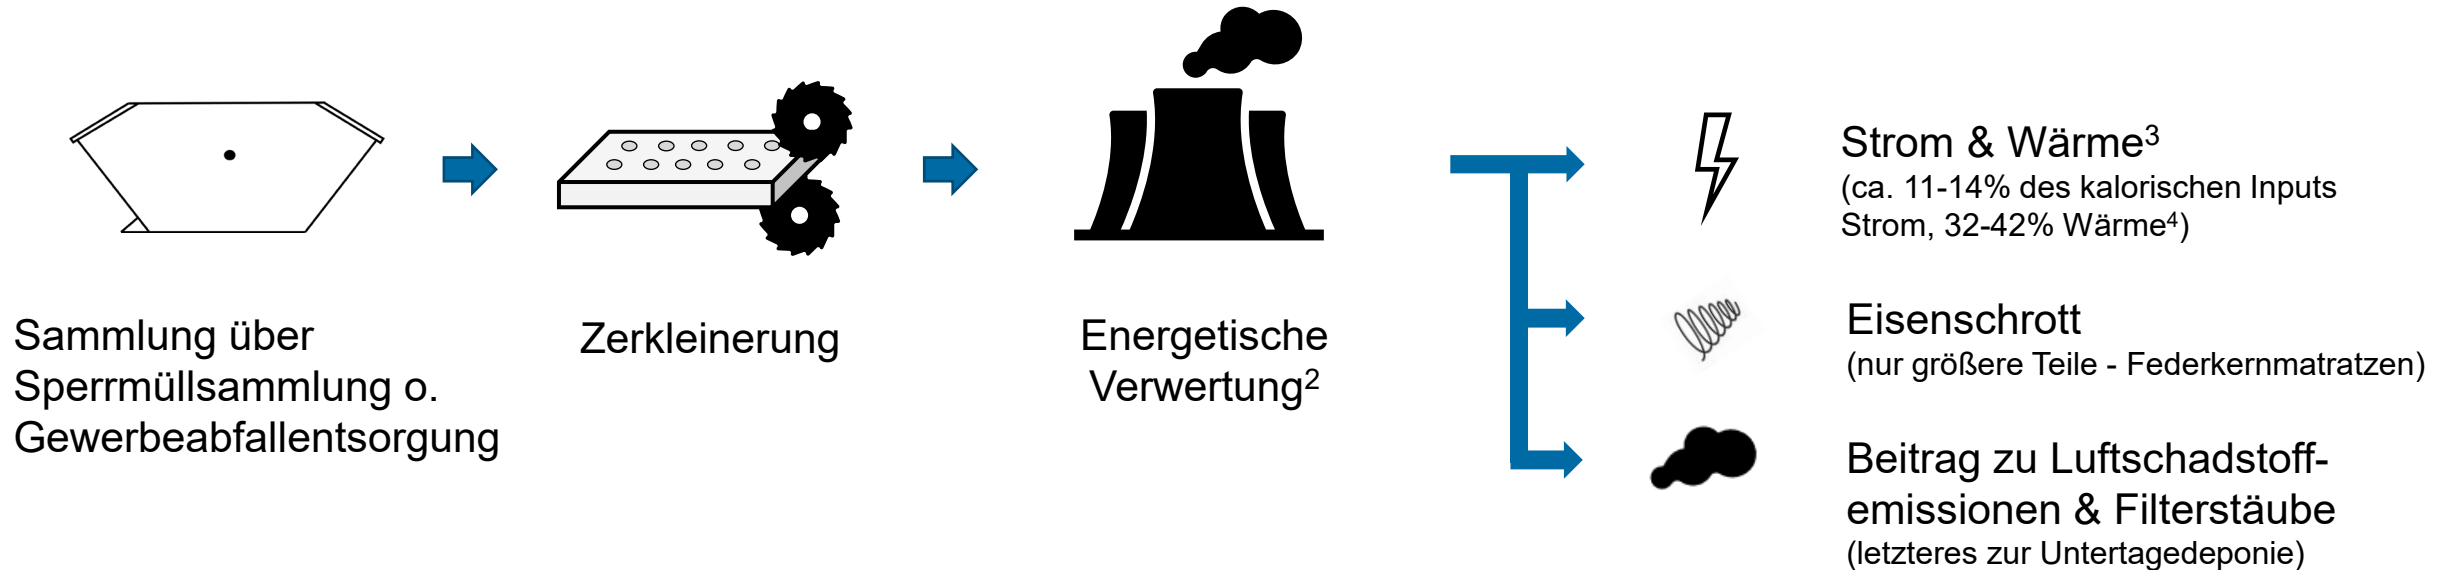 Sammlung über
Sperrmüllsammlung o.
Gewerbeabfallentsorgung
Zerkleinerung
Energetische
Verwertung²
Strom & Wärme³
(ca. 11-14% des kalorischen Inputs
Strom, 32-42% Wärme⁴)
Eisenschrott
(nur größere Teile - Federkernmatratzen)
Beitrag zu Luftschadstoff-
emissionen & Filterstäube
(letzteres zur Untertagedeponie)